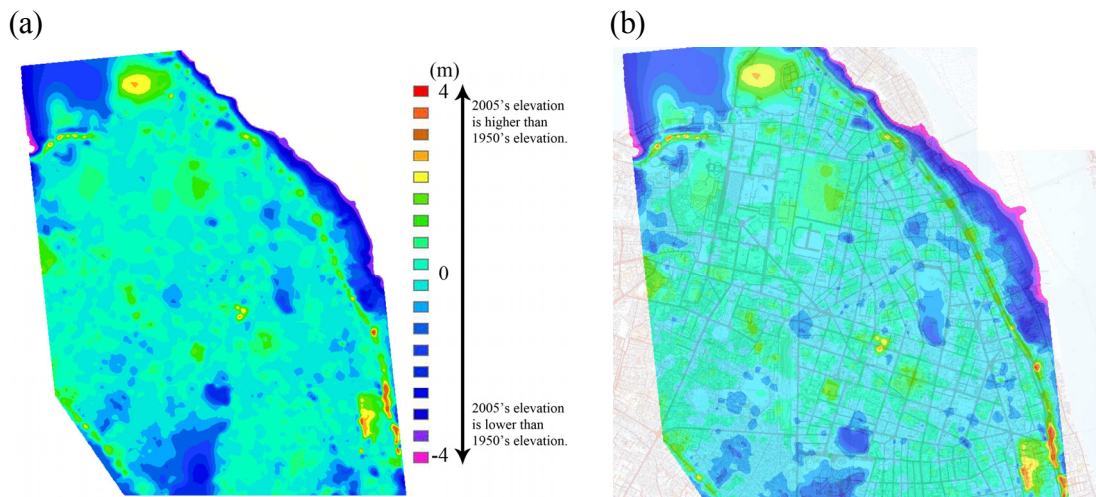 (a)
(b)
(m)
4
2005's elevation
is higher than
1950's elevation.
0
2005's elevation
is lower than
1950's elevation.
-4